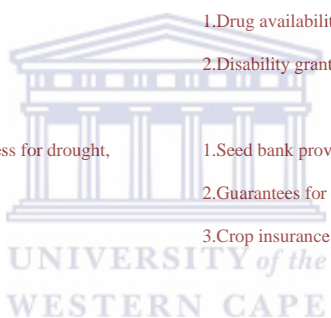 1.Drug availabilit
2.Disability grant
ess for drought,
1.Seed bank prov
2.Guarantees for
3.Crop insurance
UNIVERSITY of the
WESTERN CAPE